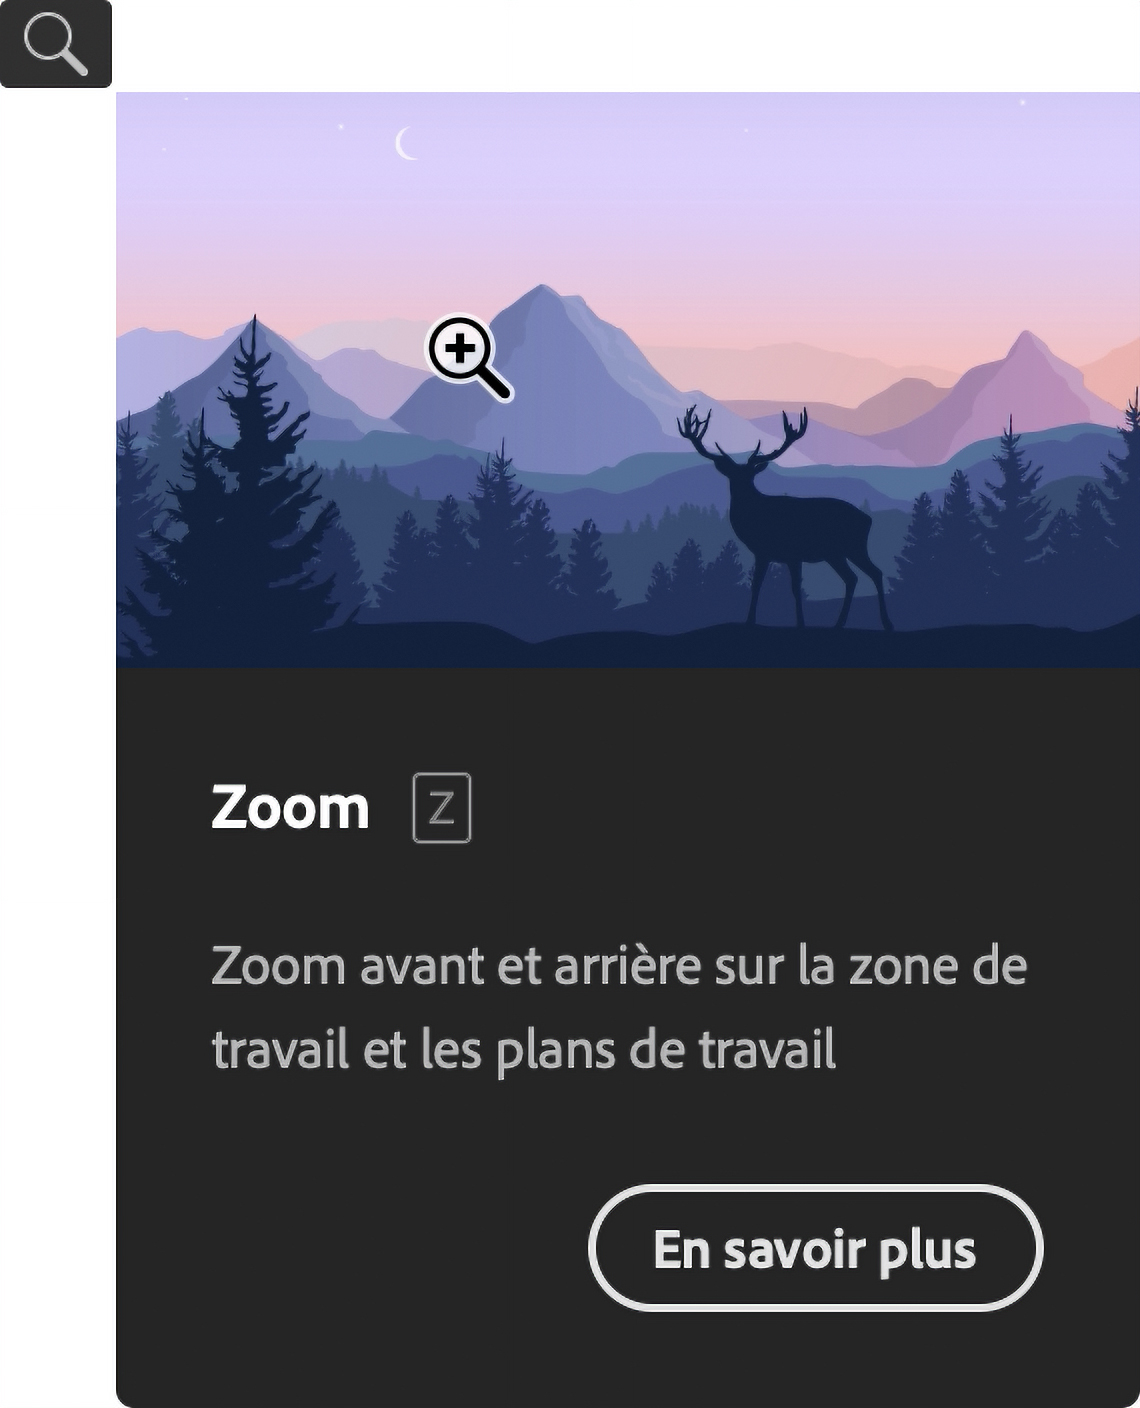 Zoom Z
Zoom avant et arrière sur la zone de
travail et les plans de travail
En savoir plus